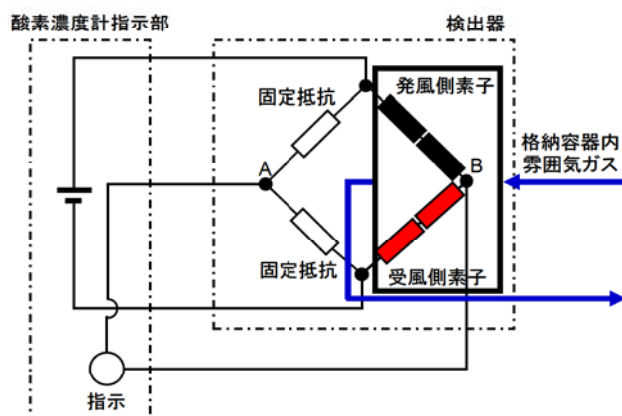 酸素濃度計指示部
検出器
固定抵抗
発風側素子
格納容器内
雰囲気ガス
A
B
固定抵抗
受風側素子
指示